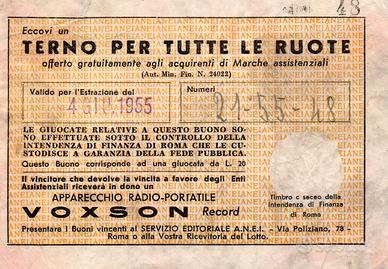 48
Eccovi un
TERNO PER TUTTE LE RUOTE
offerto gratuitamente agli acquirenti di Marche assistenziali
(Aut. Min. Fin. N. 24022)
Valido per l'Estrazione del
4 GIU. 1955
Numeri
21-55-48
LE GIUOCATE RELATIVE A QUESTO BUONO SO-
NO EFFETTUATE SOTTO IL CONTROLLO DELLA
INTENDENZA DI FINANZA DI ROMA CHE LE CU-
STODISCE A GARANZIA DELLA FEDE PUBBLICA.
Questo Buono corrisponde ad una giuocata da L. 20
Il vincitore che devolve la vincita a favore degli Enti
Assistenziali riceverà in dono un
APPARECCHIO RADIO-PORTATILE
VOXSON Record
Timbro c secco della
Intendenza di Finanza
di Roma
Presentare i Buoni vincenti al SERVIZIO EDITORIALE A.N.E.I. - Via Poliziano, 78 -
Roma o alla Vostra Ricevitoria del Lotto.